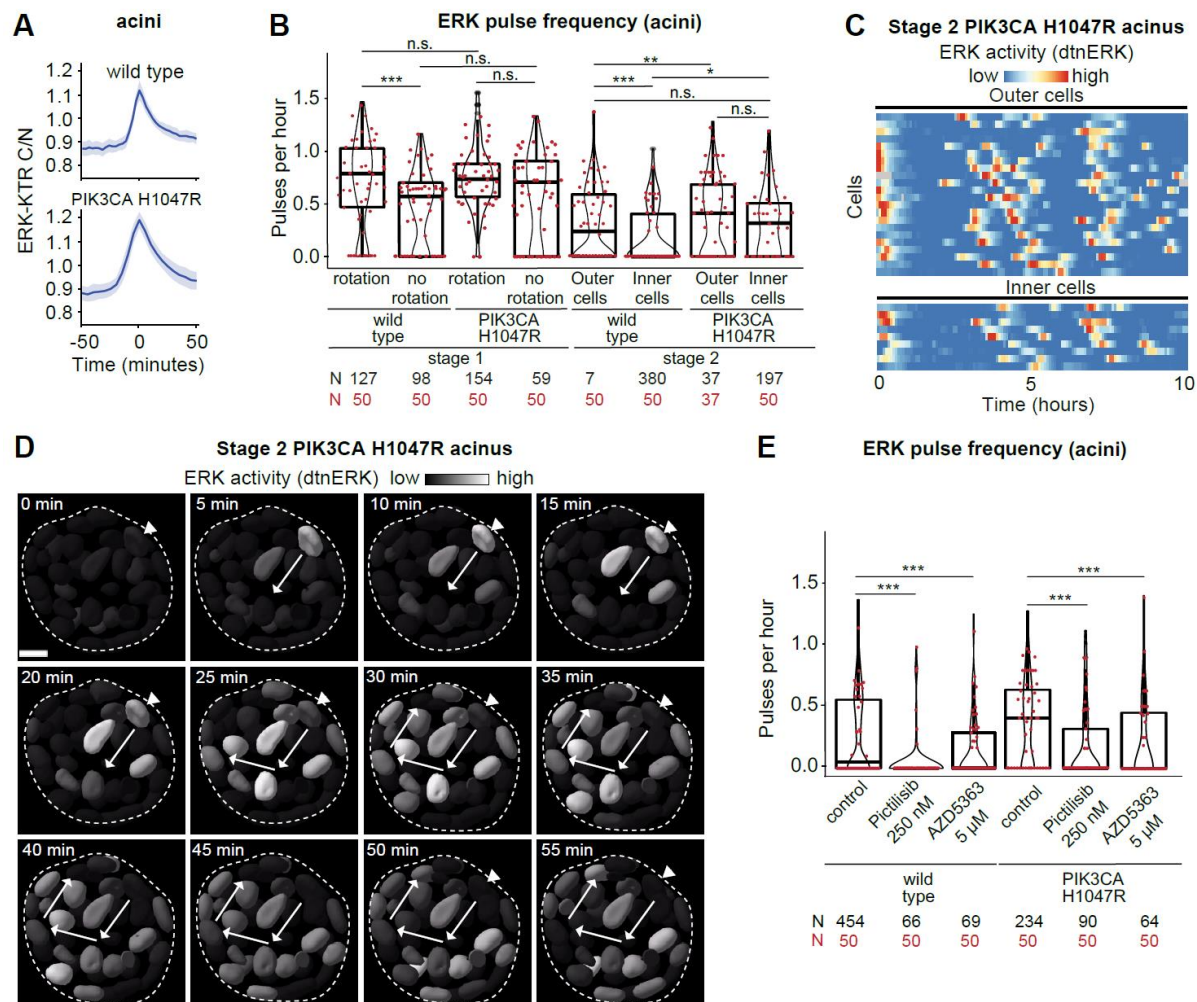 A
acini
wild type
1.2
1.1
1.0
0.9
0.8
PIK3CA H1047R
1.2
1.1
1.0
0.9
0.8
ERK-KTR C/N
-50 0 50
Time (minutes)
B
ERK pulse frequency (acini)
n.s.
n.s.
n.s.
***
**
*
***
n.s.
n.s.
1.5
1.0
0.5
0.0
Pulses per hour
rotation no rotation rotation no rotation Outer cells Inner cells Outer cells Inner cells
wild type PIK3CA H1047R wild type PIK3CA H1047R
stage 1 stage 2
N 127 98 154 59 7 380 37 197
N 50 50 50 50 50 50 37 50
C
Stage 2 PIK3CA H1047R acinus
ERK activity (dtnERK)
low high
Outer cells
Cells
Inner cells
0 5 10
Time (hours)
D
Stage 2 PIK3CA H1047R acinus
ERK activity (dtnERK) low high
0 min 5 min 10 min 15 min
20 min 25 min 30 min 35 min
40 min 45 min 50 min 55 min
E
ERK pulse frequency (acini)
***
***
***
***
1.5
1.0
0.5
0.0
Pulses per hour
control Pictilisib 250 nM AZD5363 5 µM control Pictilisib 250 nM AZD5363 5 µM
wild type PIK3CA H1047R
N 454 66 69 234 90 64
N 50 50 50 50 50 50